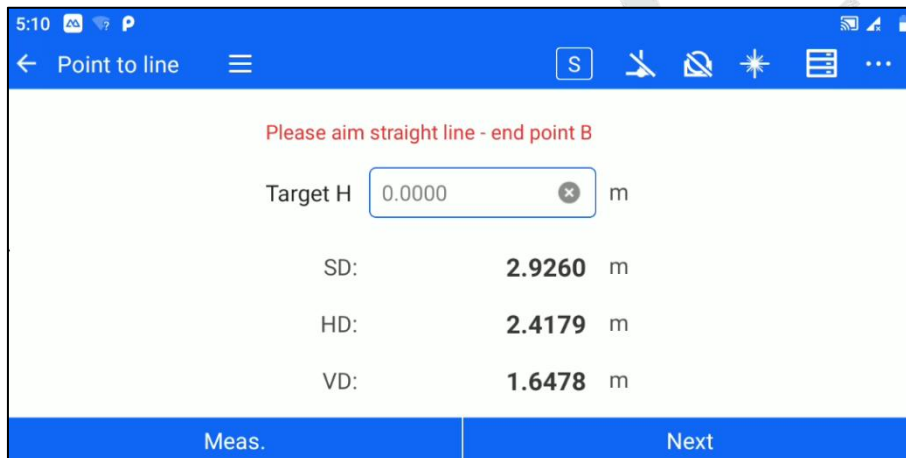 5:10
Point to line
S
Please aim straight line - end point B
Target H 0.0000 m
SD: 2.9260 m
HD: 2.4179 m
VD: 1.6478 m
Meas. Next